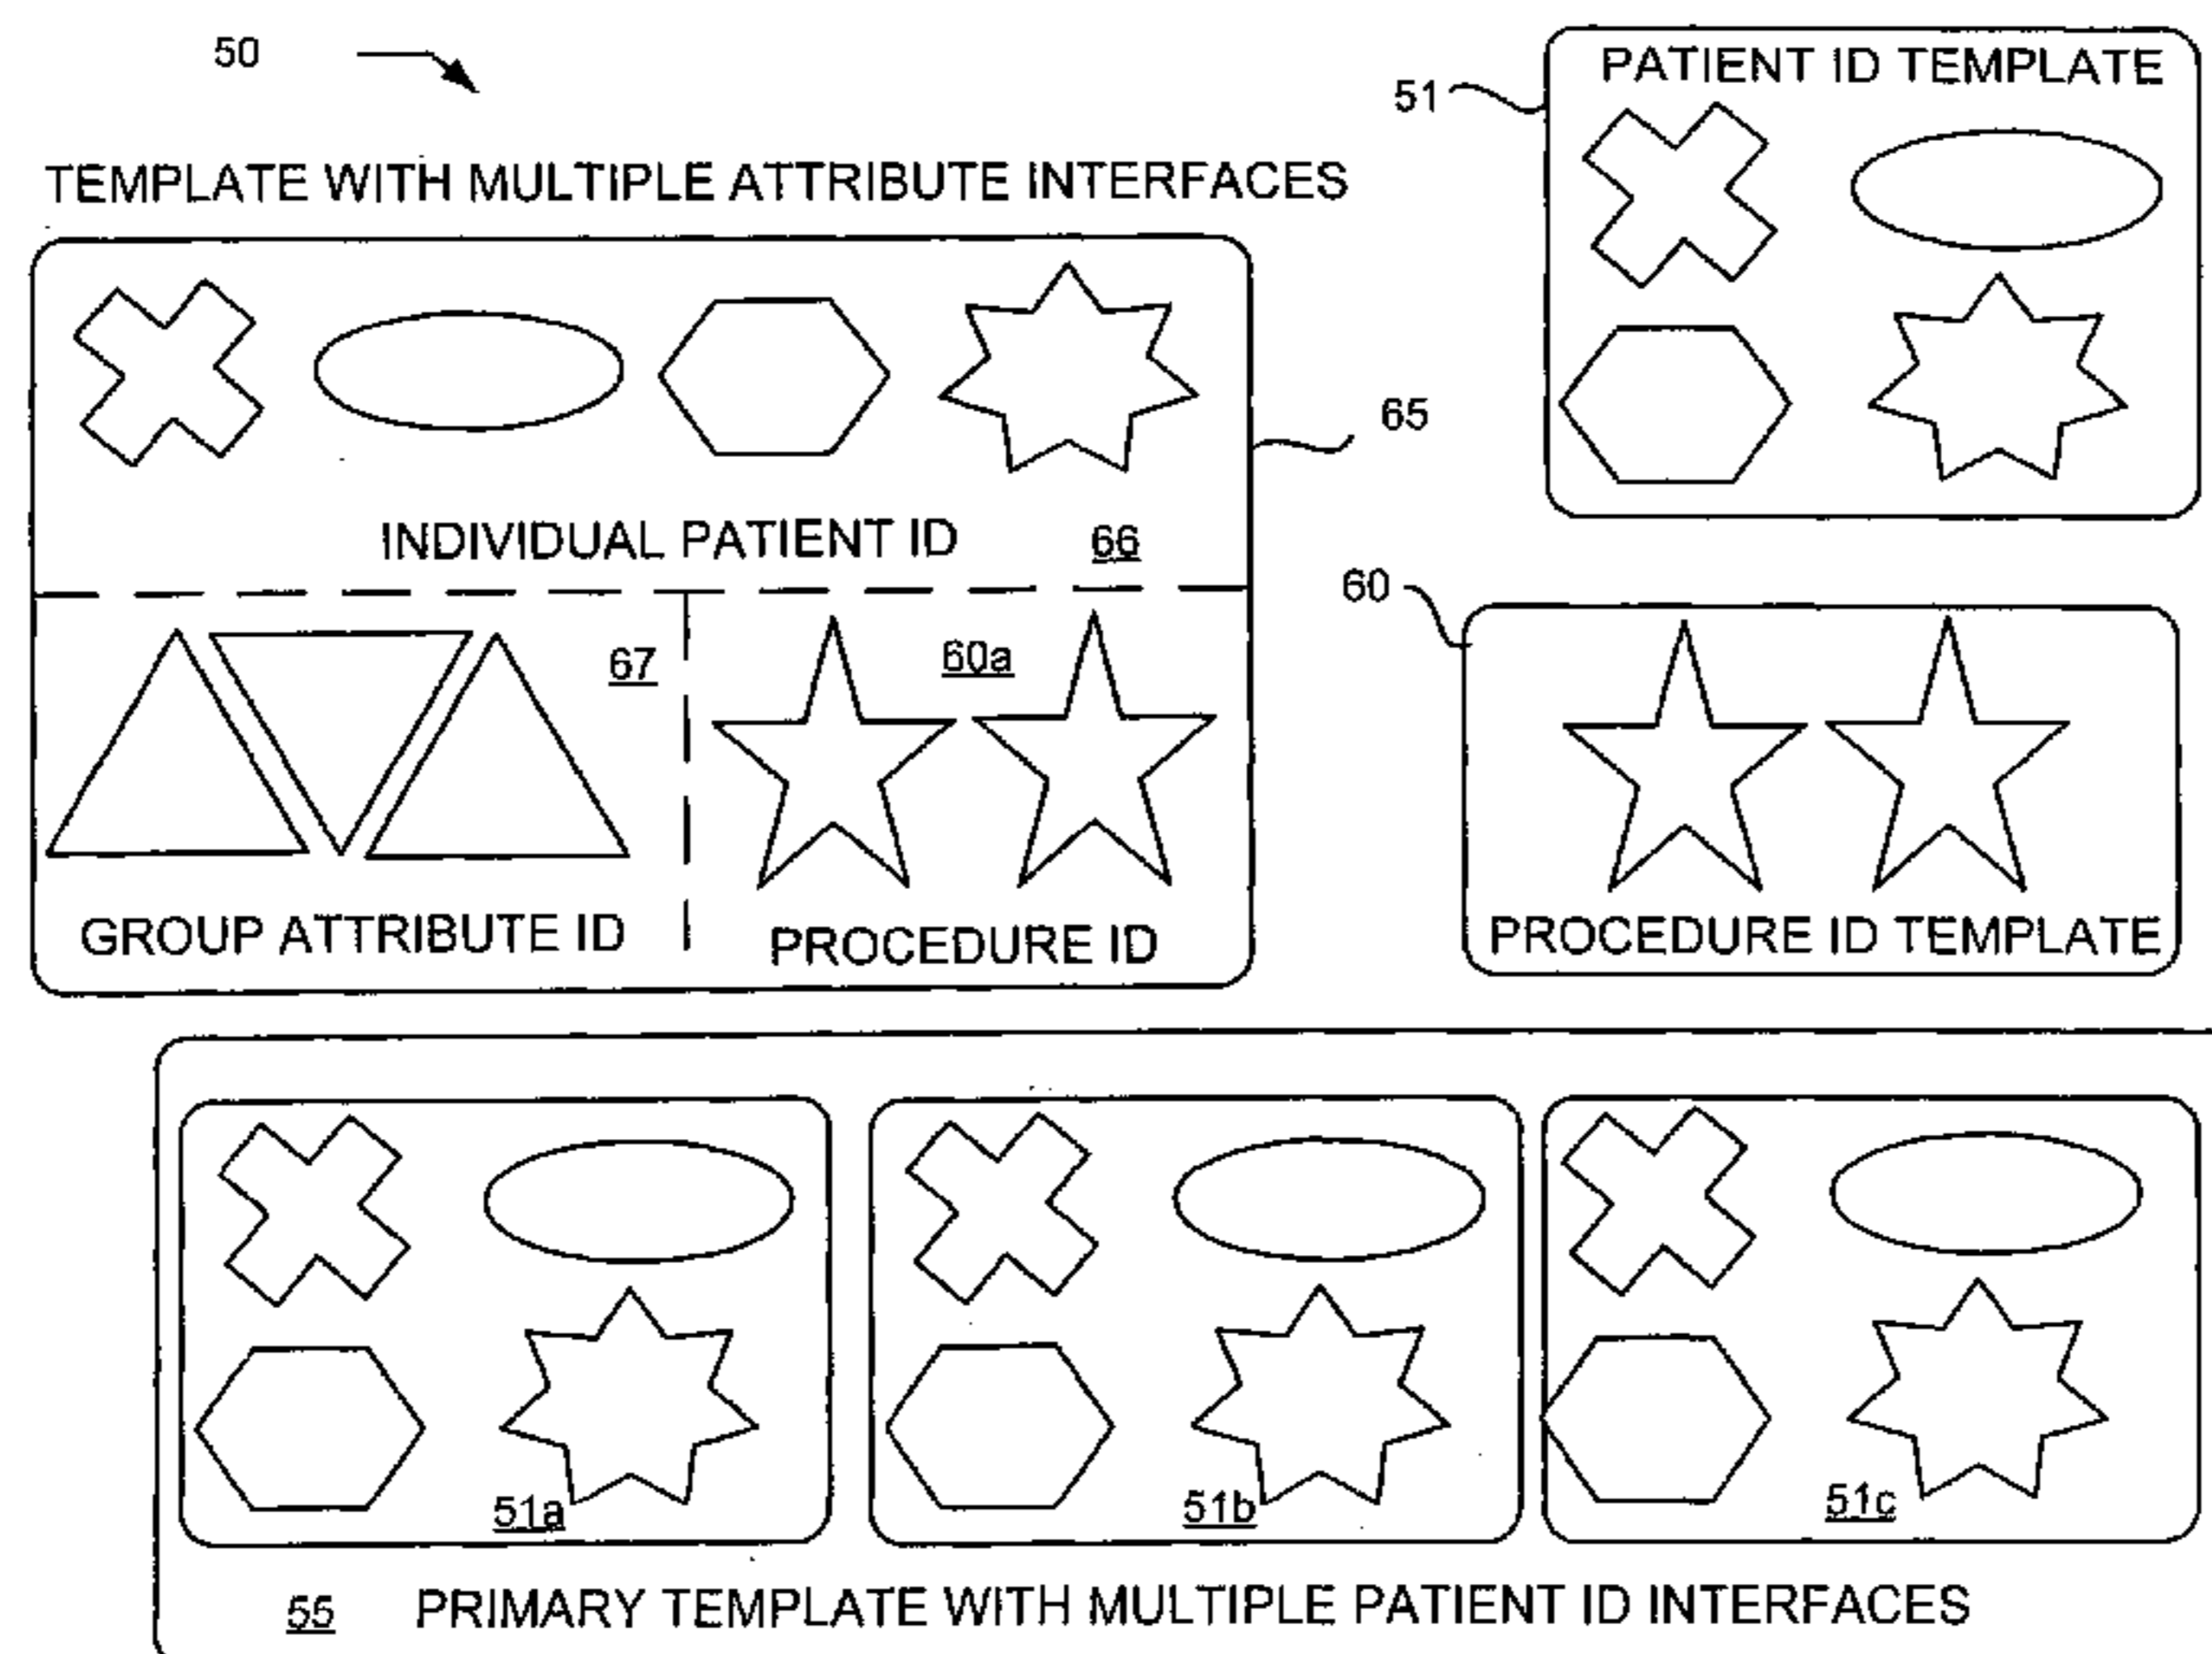 50
TEMPLATE WITH MULTIPLE ATTRIBUTE INTERFACES
51
PATIENT ID TEMPLATE
65
INDIVIDUAL PATIENT ID
66
67
GROUP ATTRIBUTE ID
60a
PROCEDURE ID
60
PROCEDURE ID TEMPLATE
51a
51b
51c
55 PRIMARY TEMPLATE WITH MULTIPLE PATIENT ID INTERFACES